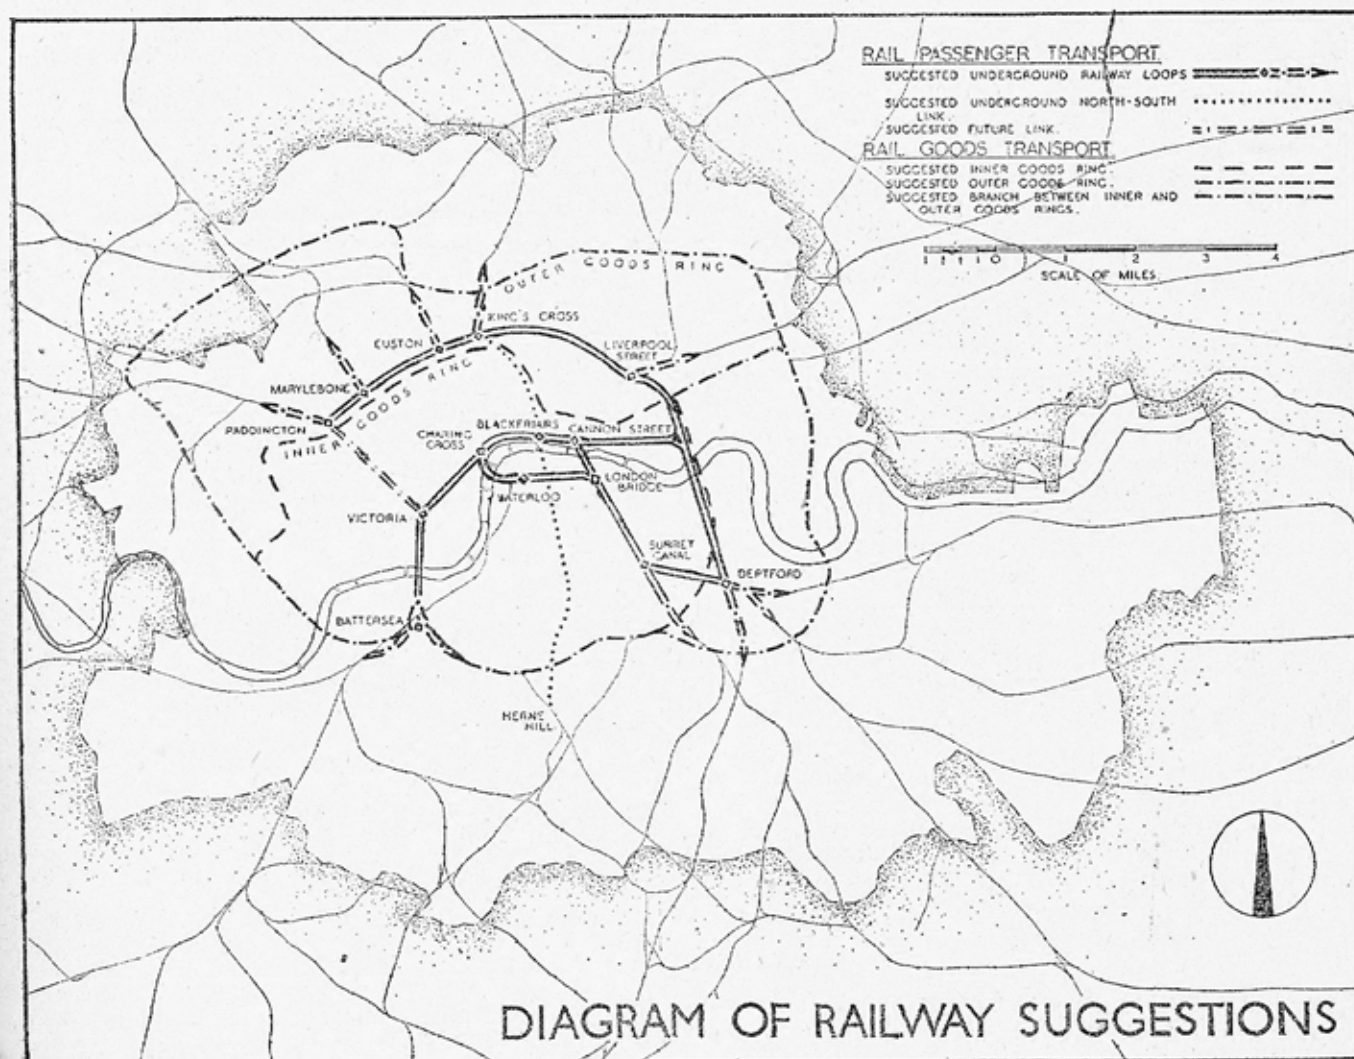 RAIL PASSENGER TRANSPORT.
SUGGESTED UNDERGROUND RAILWAY LOOPS
SUGGESTED UNDERGROUND NORTH-SOUTH
LINK.
SUGGESTED FUTURE LINK.
RAIL GOODS TRANSPORT.
SUGGESTED INNER GOODS RING.
SUGGESTED OUTER GOODS RING.
SUGGESTED BRANCH BETWEEN INNER AND
OUTER GOODS RINGS.
1 0 1 2 3 4
SCALE OF MILES.
OUTER GOODS RING
KING'S CROSS
EUSTON
LIVERPOOL
STREET
MARYLEBONE
INNER GOODS RING
PADDINGTON
CHARING
CROSS
BLACKFRIARS
CANNON STREET
INNER GOODS RING
LONDON
BRIDGE
WATERLOO
VICTORIA
SURREY
CANAL
DEPTFORD
BATTERSEA
HERNE
HILL
DIAGRAM OF RAILWAY SUGGESTIONS